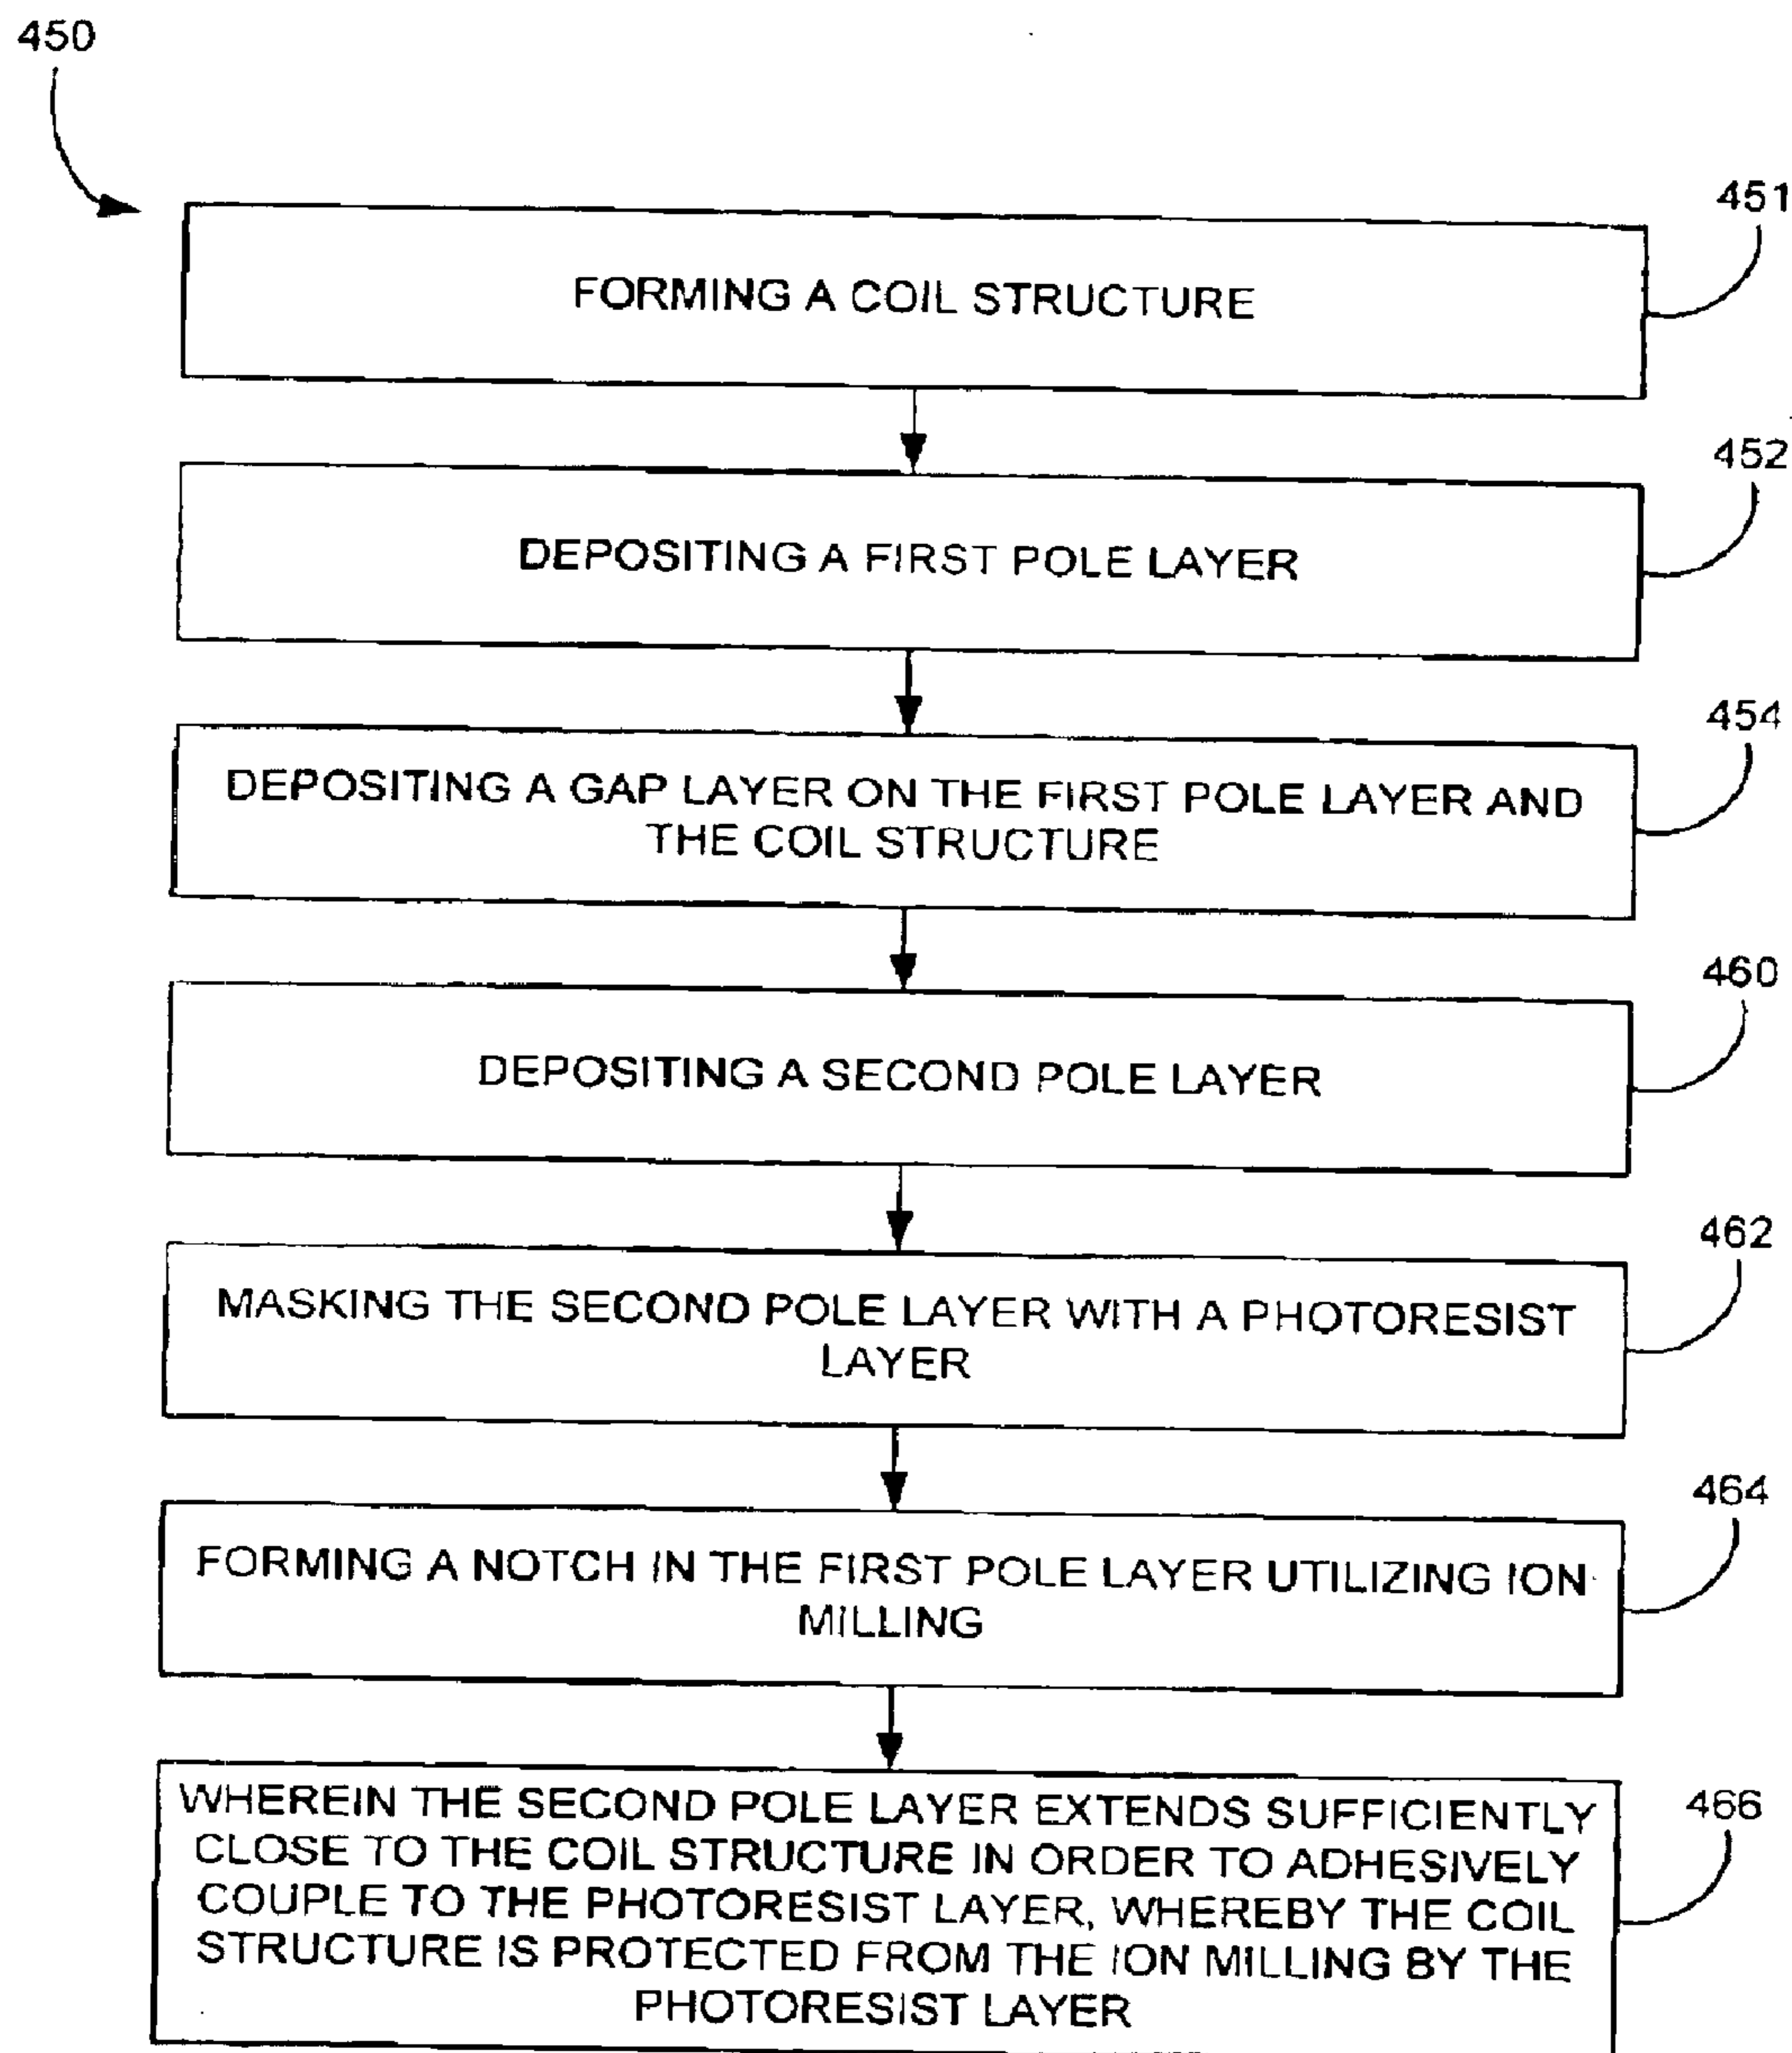 450
451
FORMING A COIL STRUCTURE
452
DEPOSITING A FIRST POLE LAYER
454
DEPOSITING A GAP LAYER ON THE FIRST POLE LAYER AND
THE COIL STRUCTURE
460
DEPOSITING A SECOND POLE LAYER
462
MASKING THE SECOND POLE LAYER WITH A PHOTORESIST
LAYER
464
FORMING A NOTCH IN THE FIRST POLE LAYER UTILIZING ION
MILLING
466
WHEREIN THE SECOND POLE LAYER EXTENDS SUFFICIENTLY
CLOSE TO THE COIL STRUCTURE IN ORDER TO ADHESIVELY
COUPLE TO THE PHOTORESIST LAYER, WHEREBY THE COIL
STRUCTURE IS PROTECTED FROM THE ION MILLING BY THE
PHOTORESIST LAYER